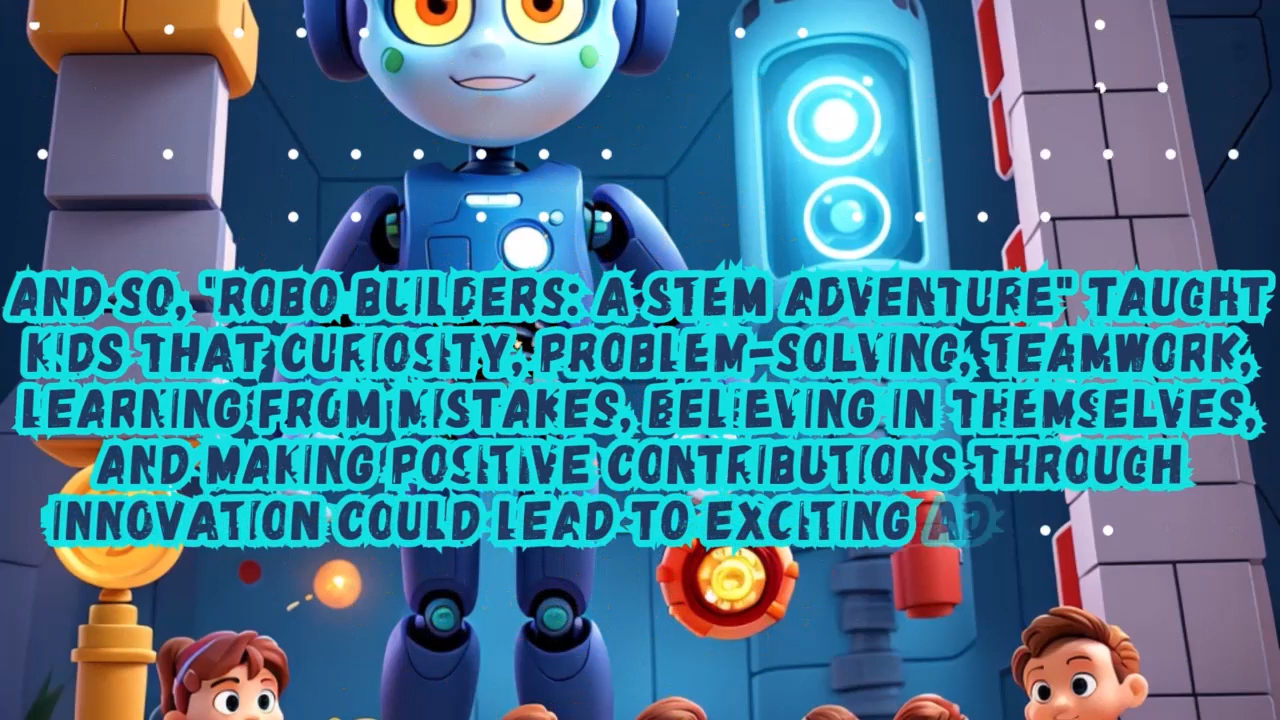 AND SO, "ROBO BUILDERS: A STEM ADVENTURE" TAUGHT
KIDS THAT CURIOSITY, PROBLEM-SOLVING, TEAMWORK,
LEARNING FROM MISTAKES, BELIEVING IN THEMSELVES,
AND MAKING POSITIVE CONTRIBUTIONS THROUGH
INNOVATION COULD LEAD TO EXCITING AD